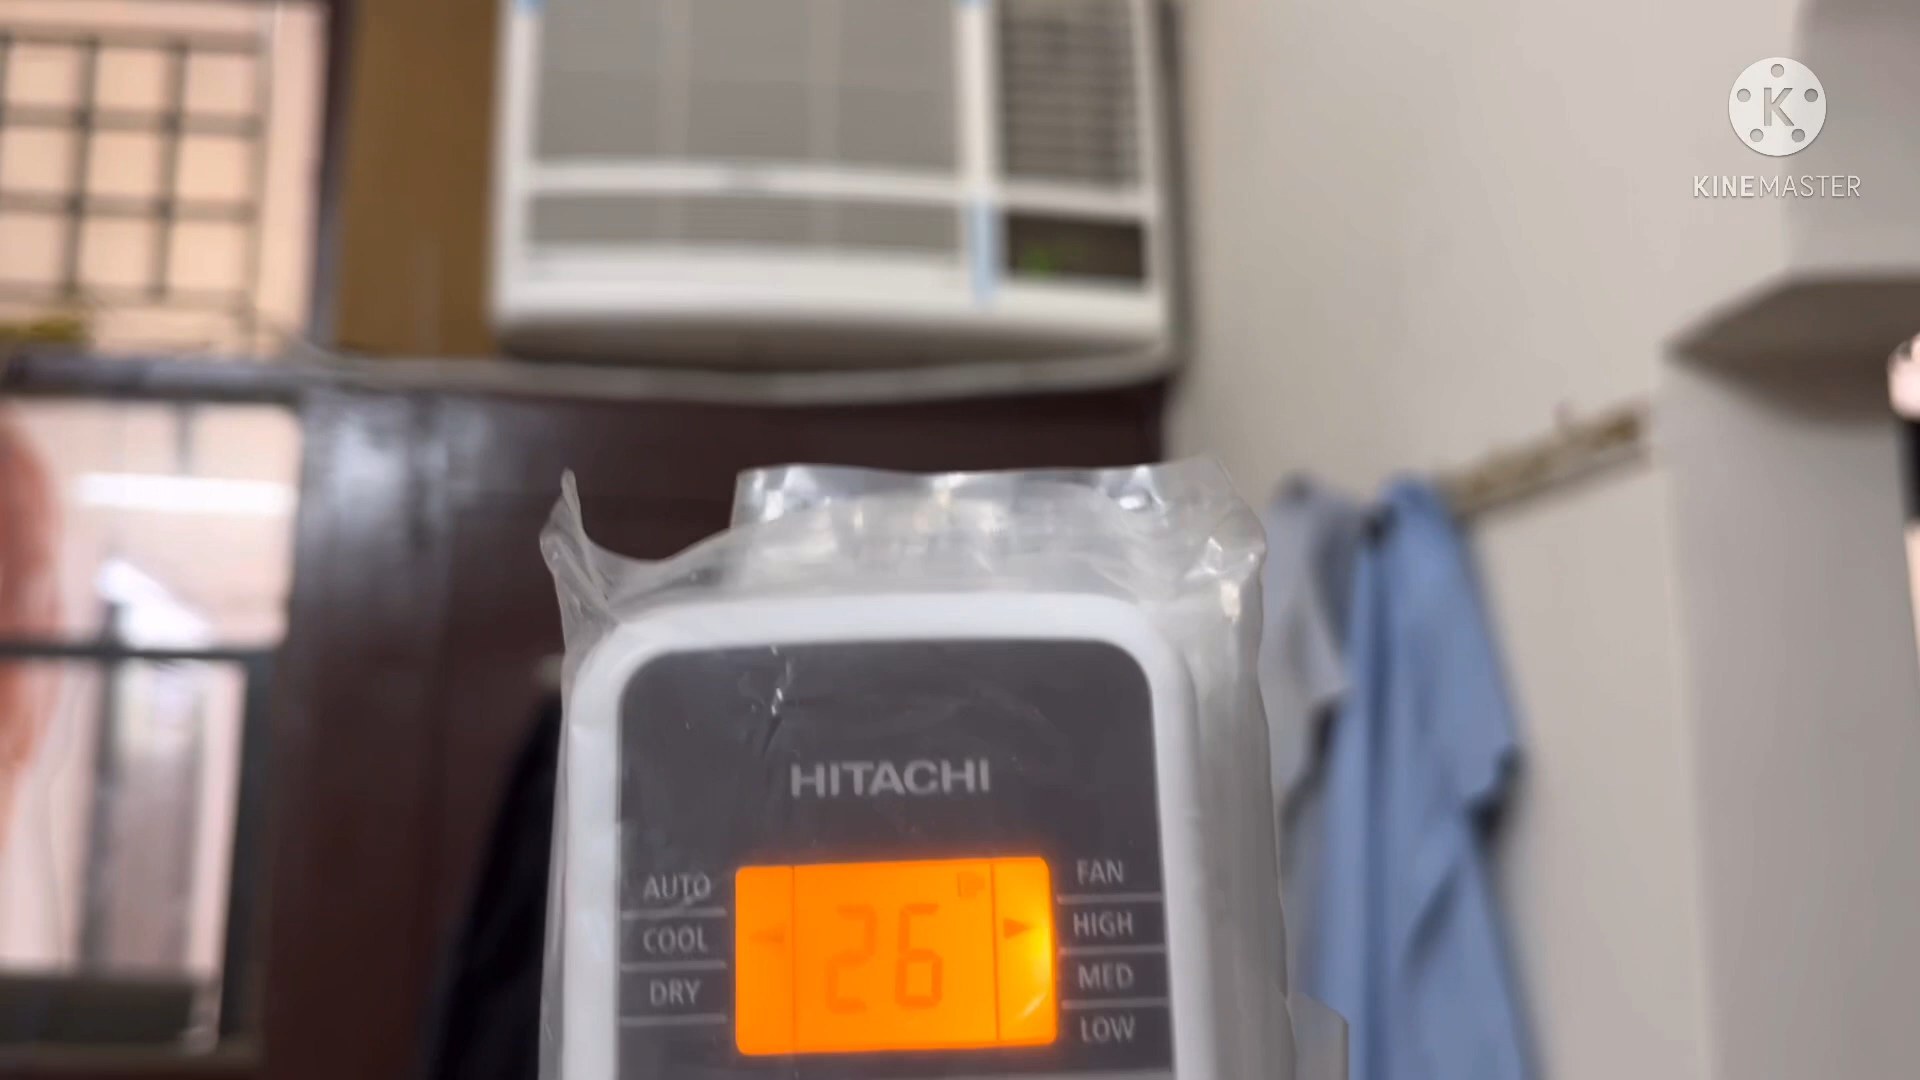 K
KINEMASTER
HITACHI
AUTO
COOL
DRY
26
FAN
HIGH
MED
LOW